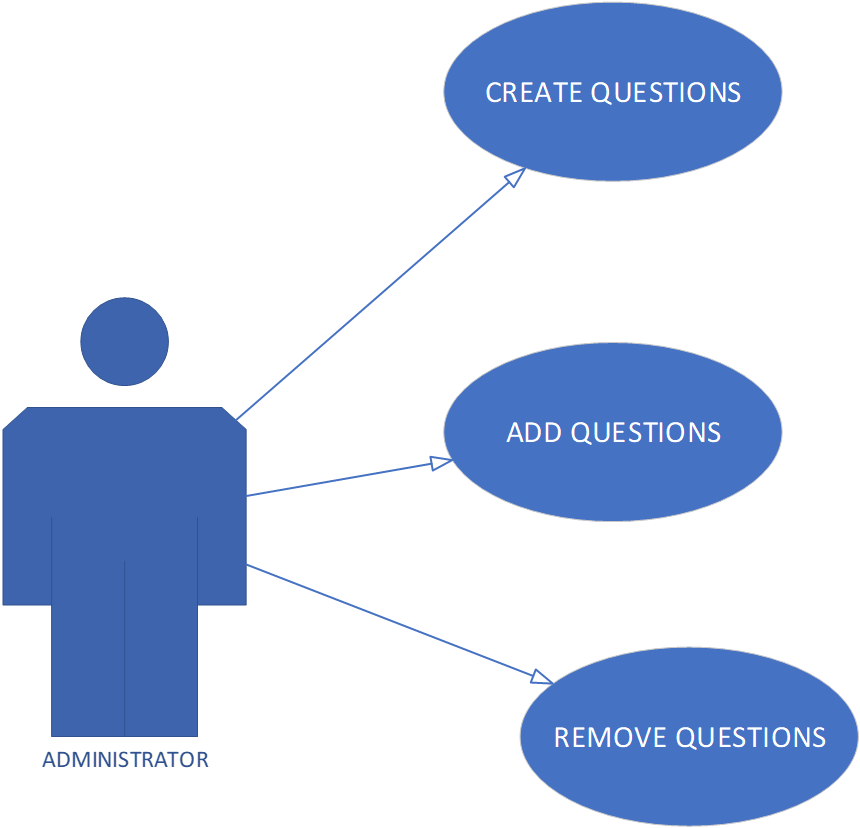 CREATE QUESTIONS
ADD QUESTIONS
REMOVE QUESTIONS
ADMINISTRATOR